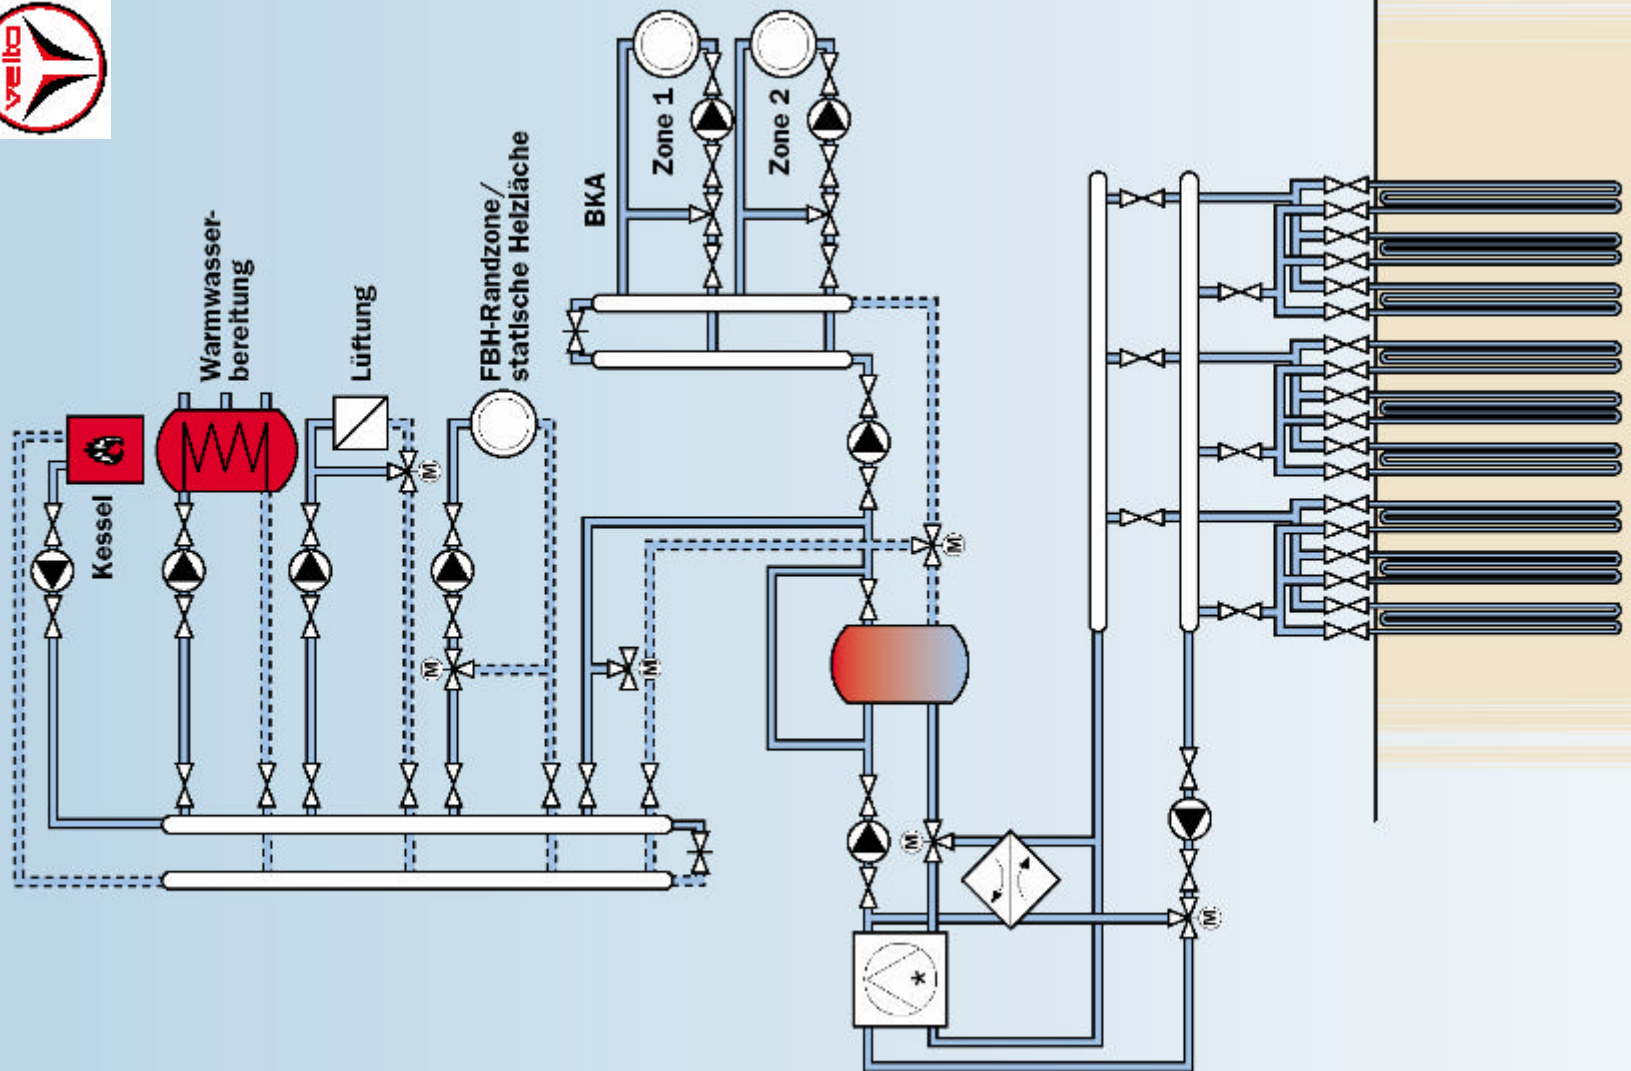 velta
Kessel
Warmwasser-
bereitung
Lüftung
FBH-Randzone/
statische Heizfläche
BKA
Zone 1
Zone 2
M
M
M
M
M
M
*